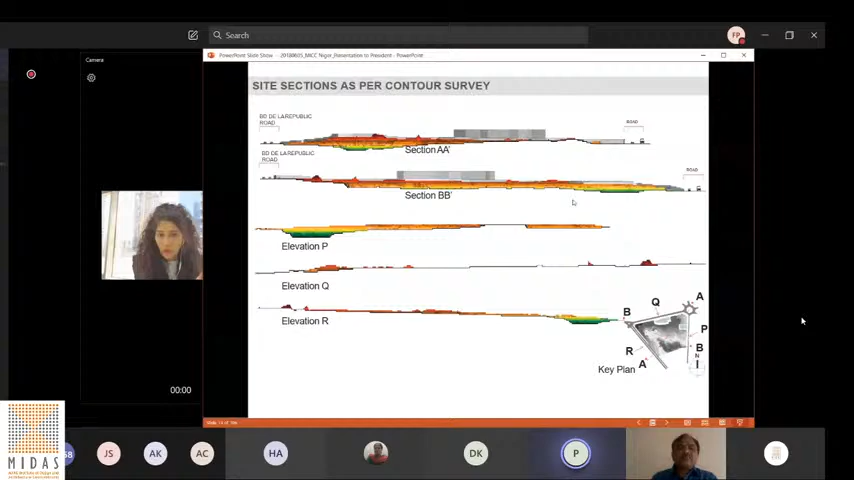 Search
FP
PowerPoint Slide Show - 20180605_MICC Niger_Presentation to President - PowerPoint
Camera
SITE SECTIONS AS PER CONTOUR SURVEY
BD DE LAREPUBLIC
ROAD
ROAD
Section AA'
BD DE LAREPUBLIC
ROAD
ROAD
Section BB'
Elevation P
Elevation Q
Elevation R
A
Q
B
P
R
B
N
A'
Key Plan
00:00
JS
AK
AC
HA
DK
P
MIDAS